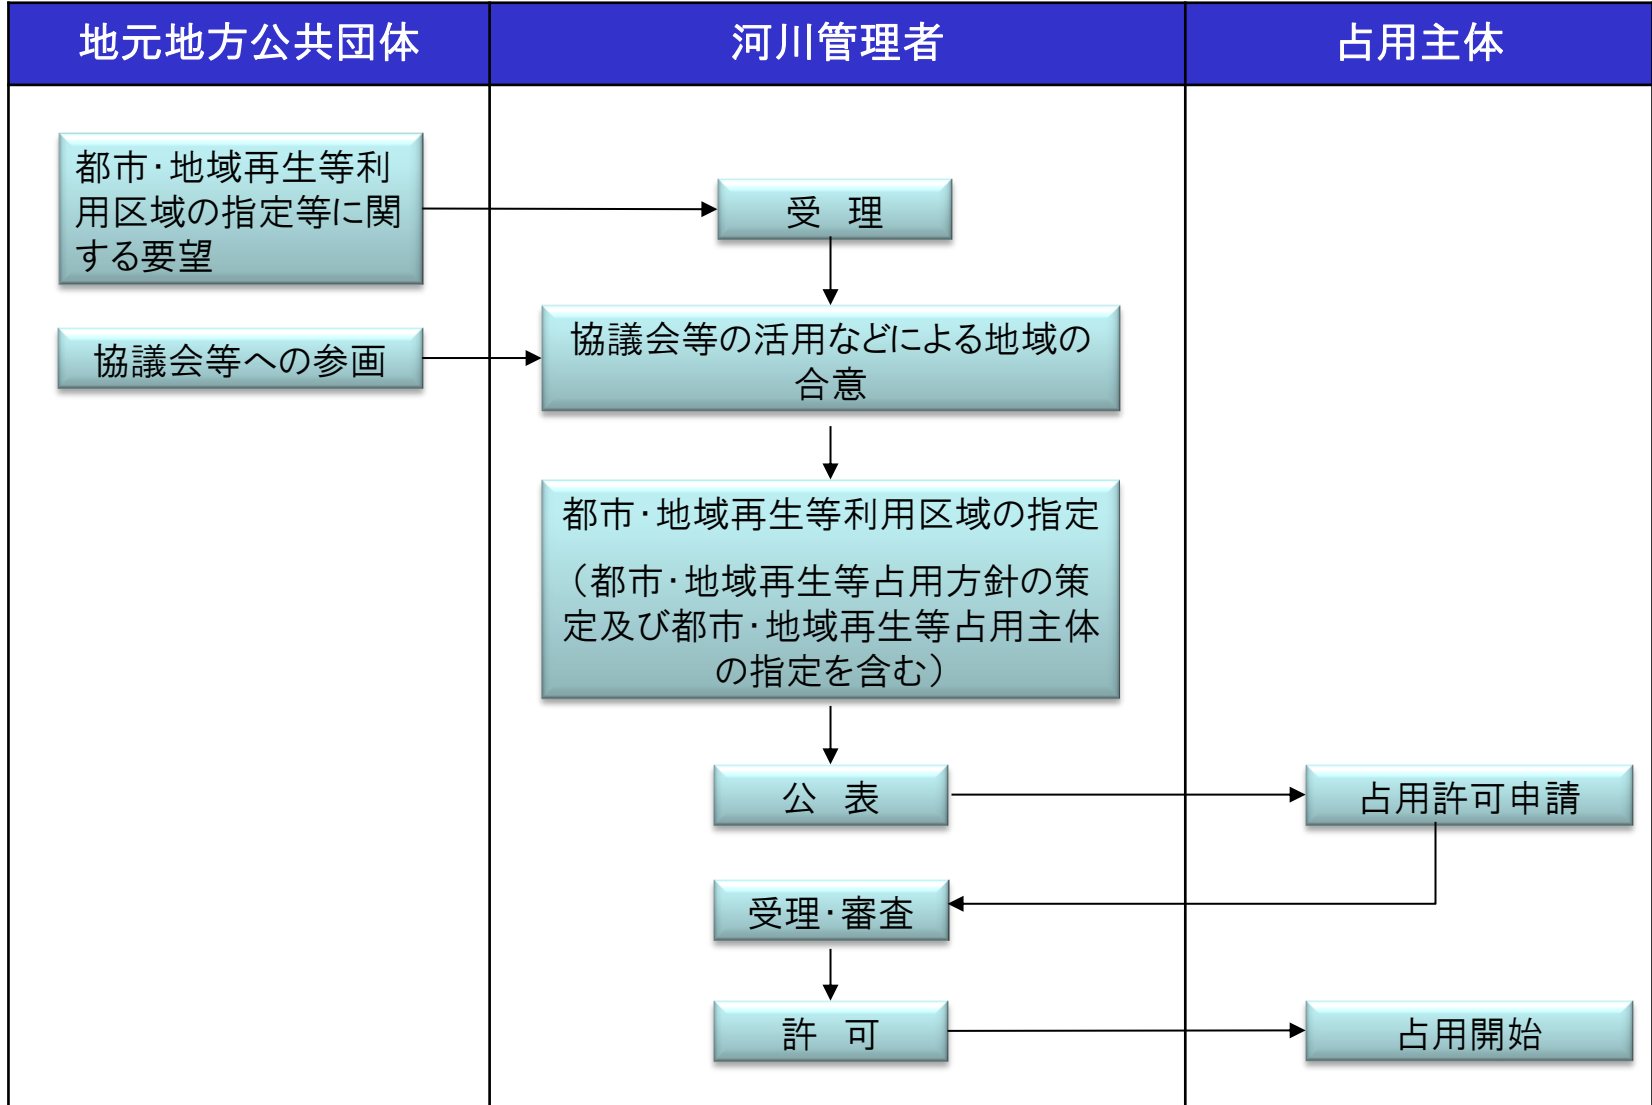 地元地方公共団体
河川管理者
占用主体
都市・地域再生等利
用区域の指定等に関
する要望
受　理
協議会等への参画
協議会等の活用などによる地域の
合意
都市・地域再生等利用区域の指定
（都市・地域再生等占用方針の策
定及び都市・地域再生等占用主体
の指定を含む）
公　表
占用許可申請
受理・審査
許　可
占用開始